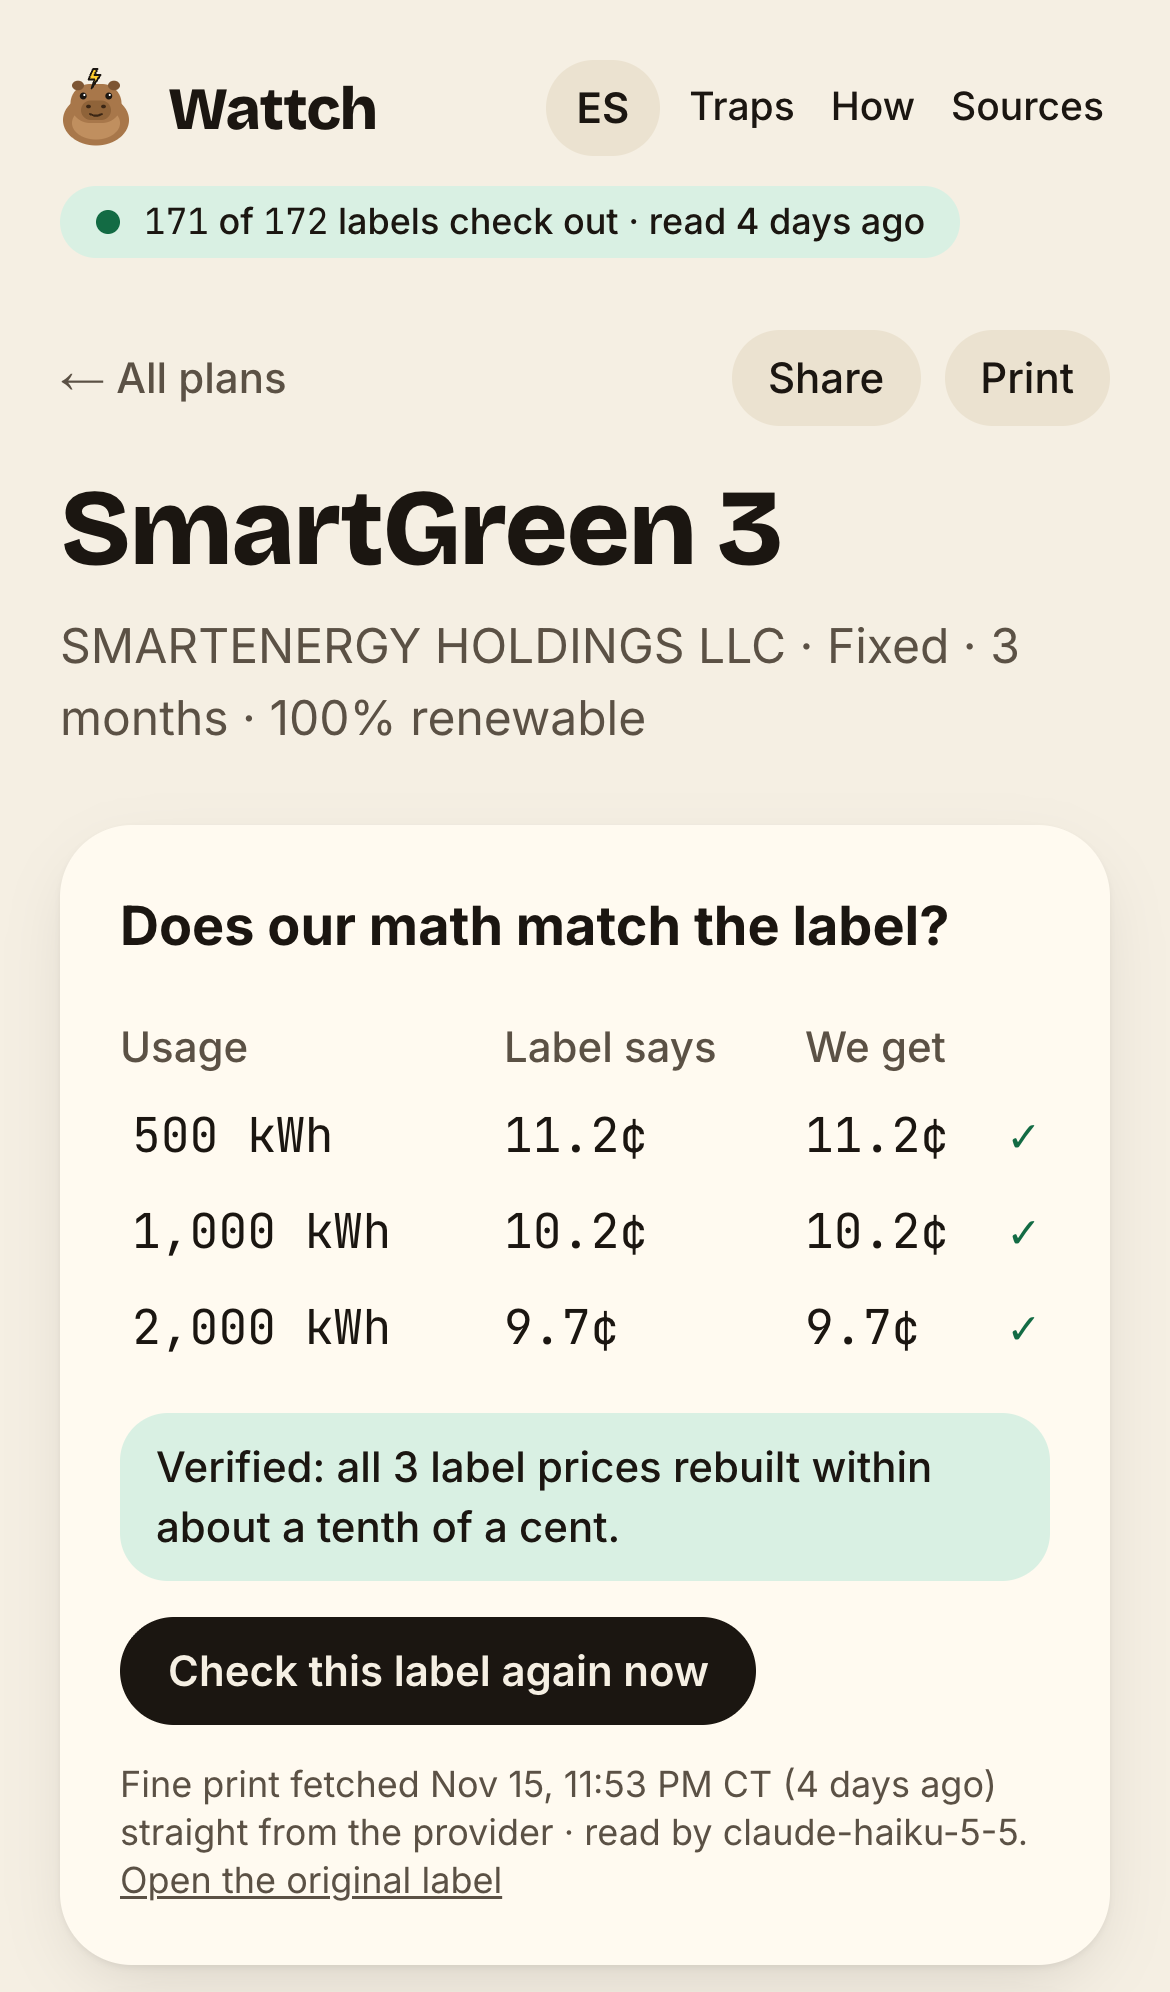 Wattch
ES Traps How Sources
171 of 172 labels check out · read 4 days ago
← All plans
Share Print
SmartGreen 3
SMARTENERGY HOLDINGS LLC · Fixed · 3
months · 100% renewable
Does our math match the label?
Usage Label says We get
500 kWh 11.2¢ 11.2¢ ✓
1,000 kWh 10.2¢ 10.2¢ ✓
2,000 kWh 9.7¢ 9.7¢ ✓
Verified: all 3 label prices rebuilt within
about a tenth of a cent.
Check this label again now
Fine print fetched Nov 15, 11:53 PM CT (4 days ago)
straight from the provider · read by claude-haiku-5-5.
Open the original label